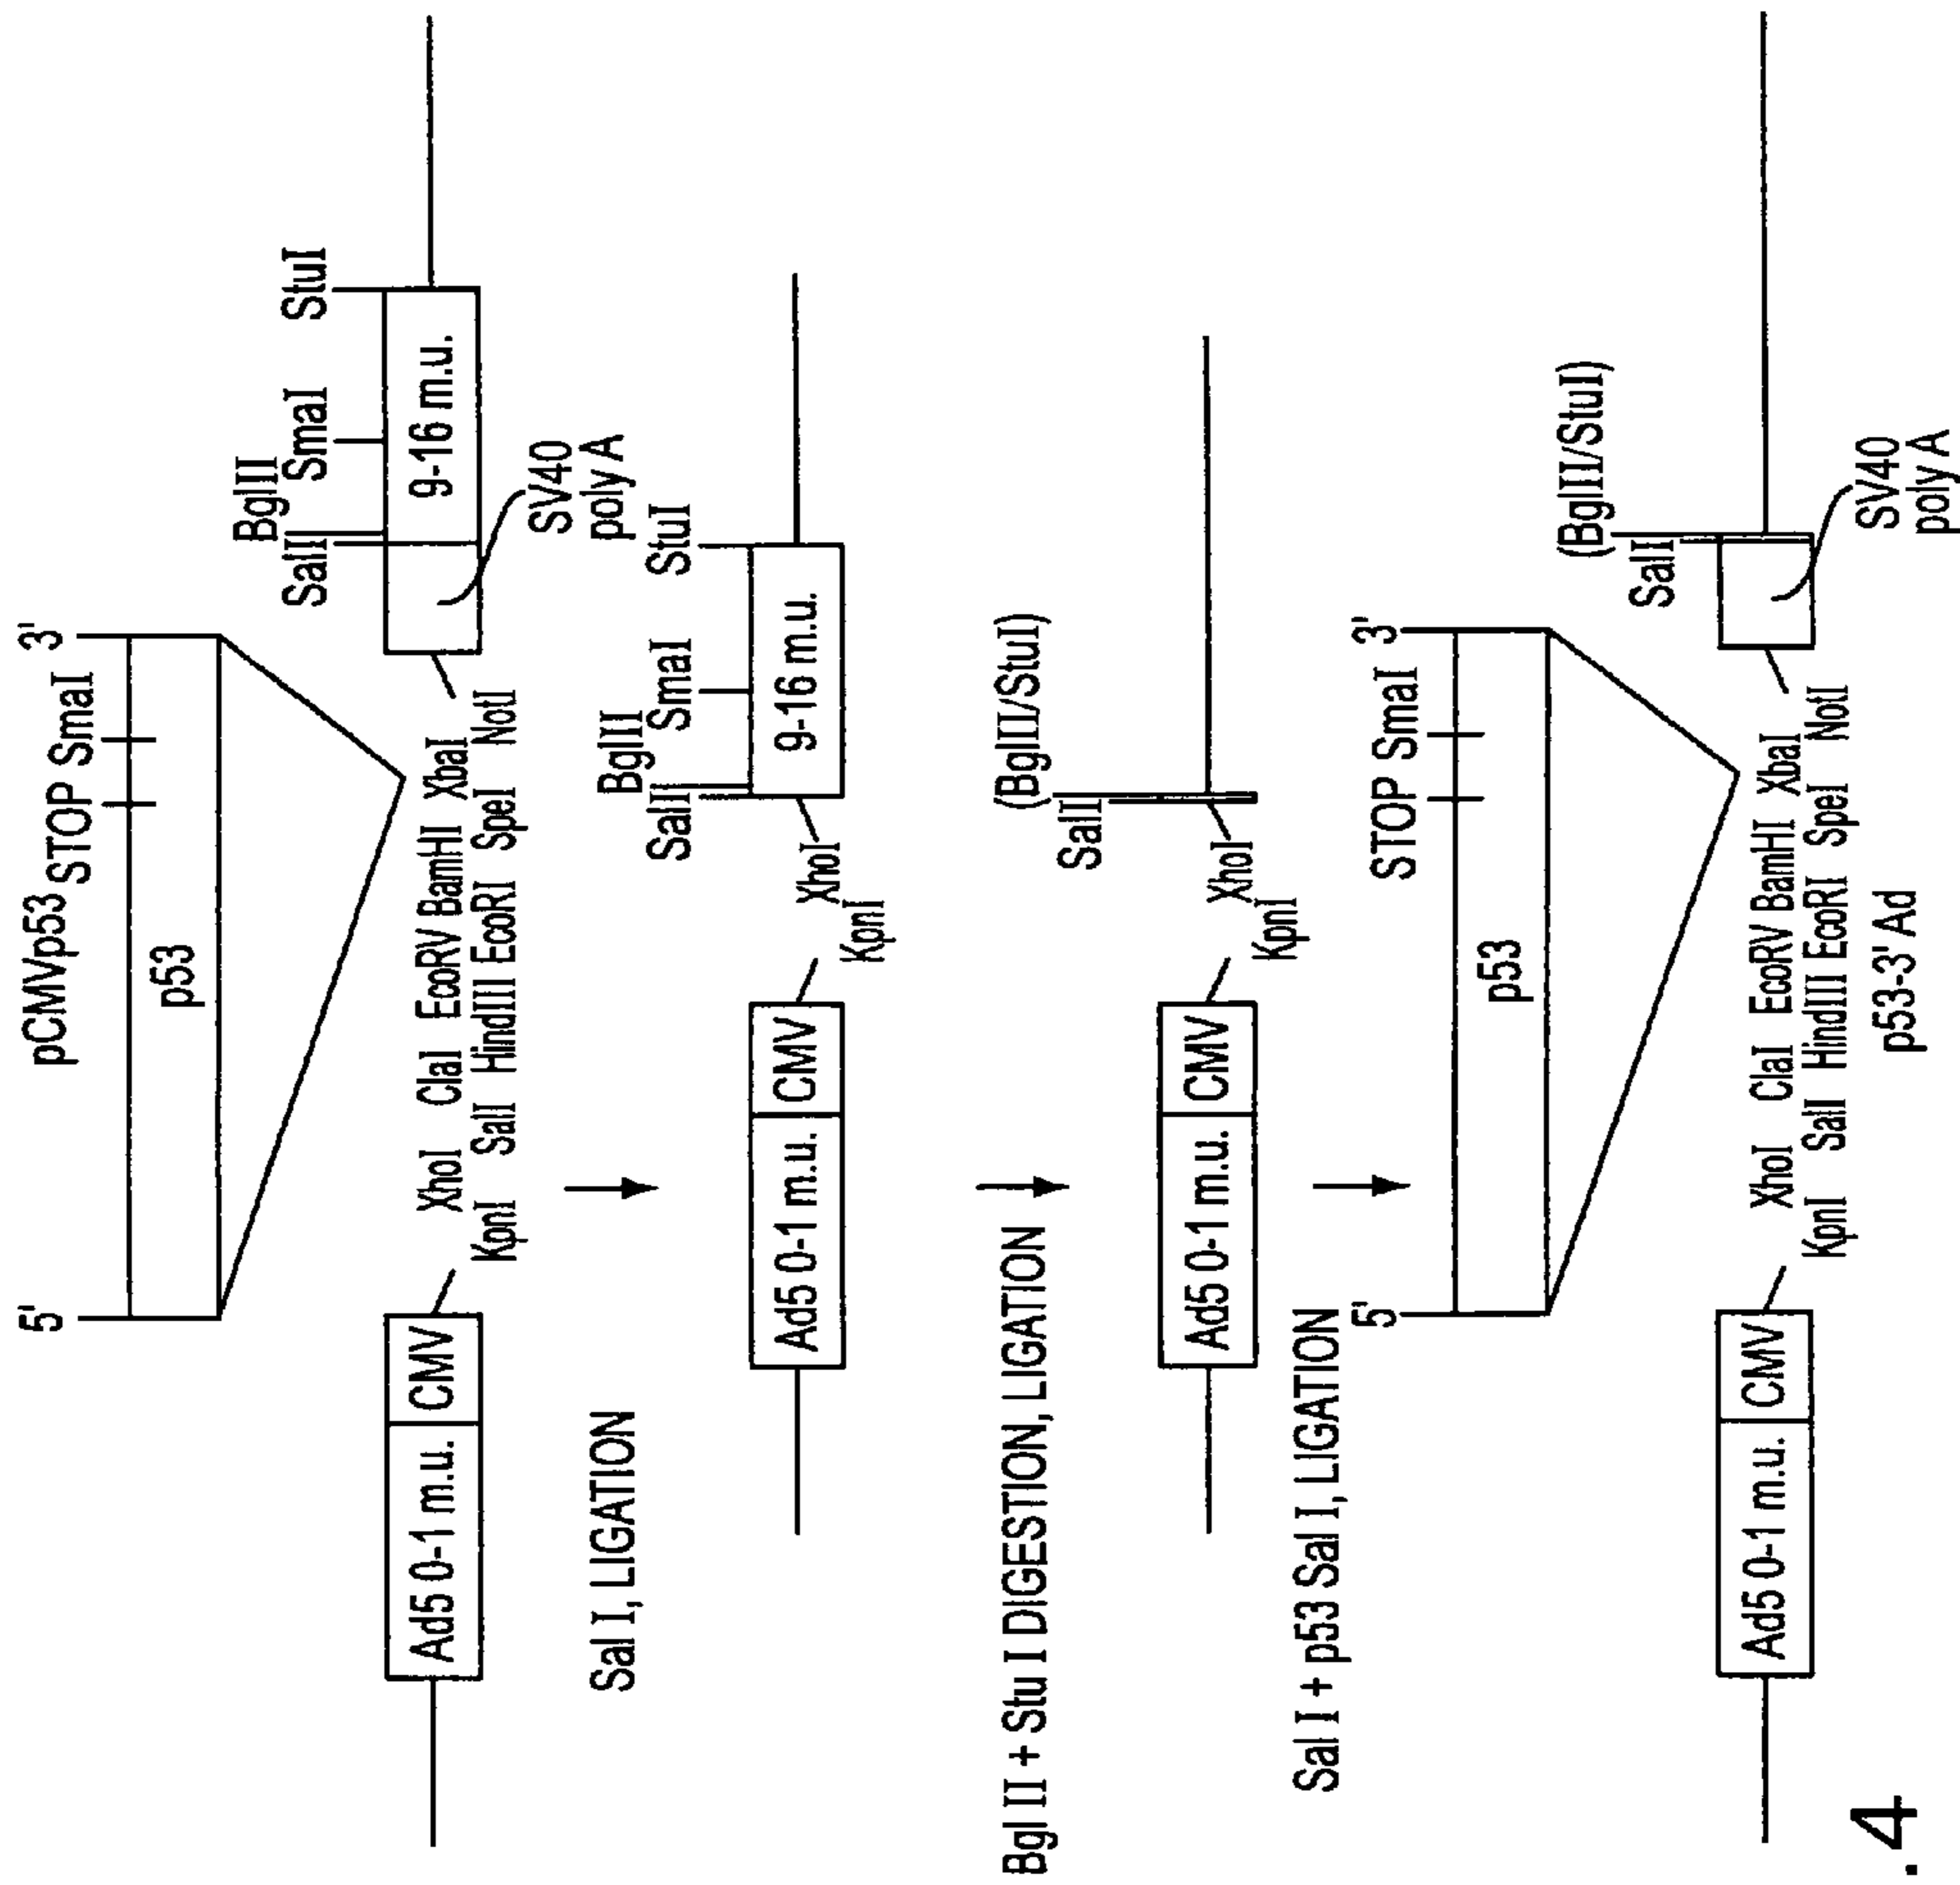 pCMVp53
5'
STOP SmaI
3'
p53
BglII
SalI SmaI StuI
Ad5 0-1 m.u. CMV
9-16 m.u.
XhoI ClaI EcoRV BamHI XbaI
KpnI SalI HindIII EcoRI SpeI NotI
SV40
poly A
Sal I, LIGATION
BglII
SalI SmaI StuI
Ad5 0-1 m.u. CMV
9-16 m.u.
XhoI
KpnI
Bgl II + Stu I DIGESTION, LIGATION
(BglII/StuI)
SalI
Ad5 0-1 m.u. CMV
XhoI
KpnI
Sal I + p53 Sal I, LIGATION
5'
STOP SmaI
3'
p53
(BglII/StuI)
SalI
Ad5 0-1 m.u. CMV
XhoI ClaI EcoRV BamHI XbaI
KpnI SalI HindIII EcoRI SpeI NotI
SV40
poly A
p53-3' Ad
.4